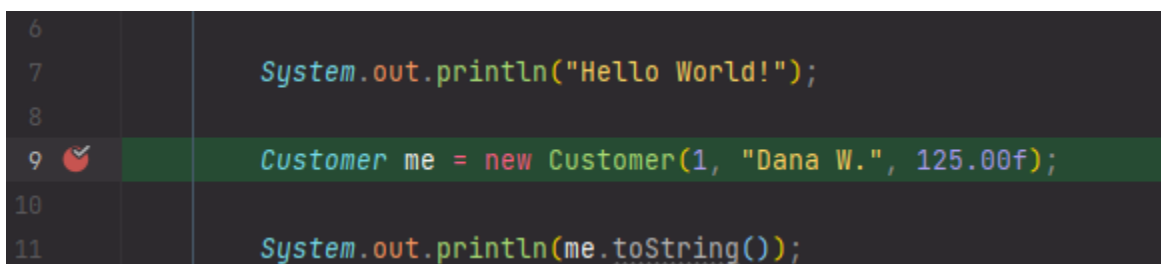 6
7 System.out.println("Hello World!");
8
9 Customer me = new Customer(1, "Dana W.", 125.00f);
10
11 System.out.println(me.toString());